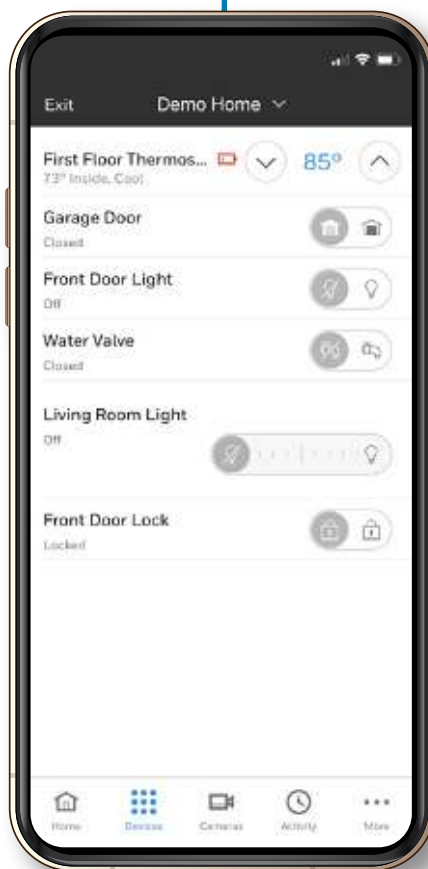 Exit
Demo Home
First Floor Thermos...
85°
73° Inside, Cool
Garage Door
Closed
Front Door Light
Off
Water Valve
Closed
Living Room Light
Off
Front Door Lock
Locked
Home
Devices
Cameras
Activity
More